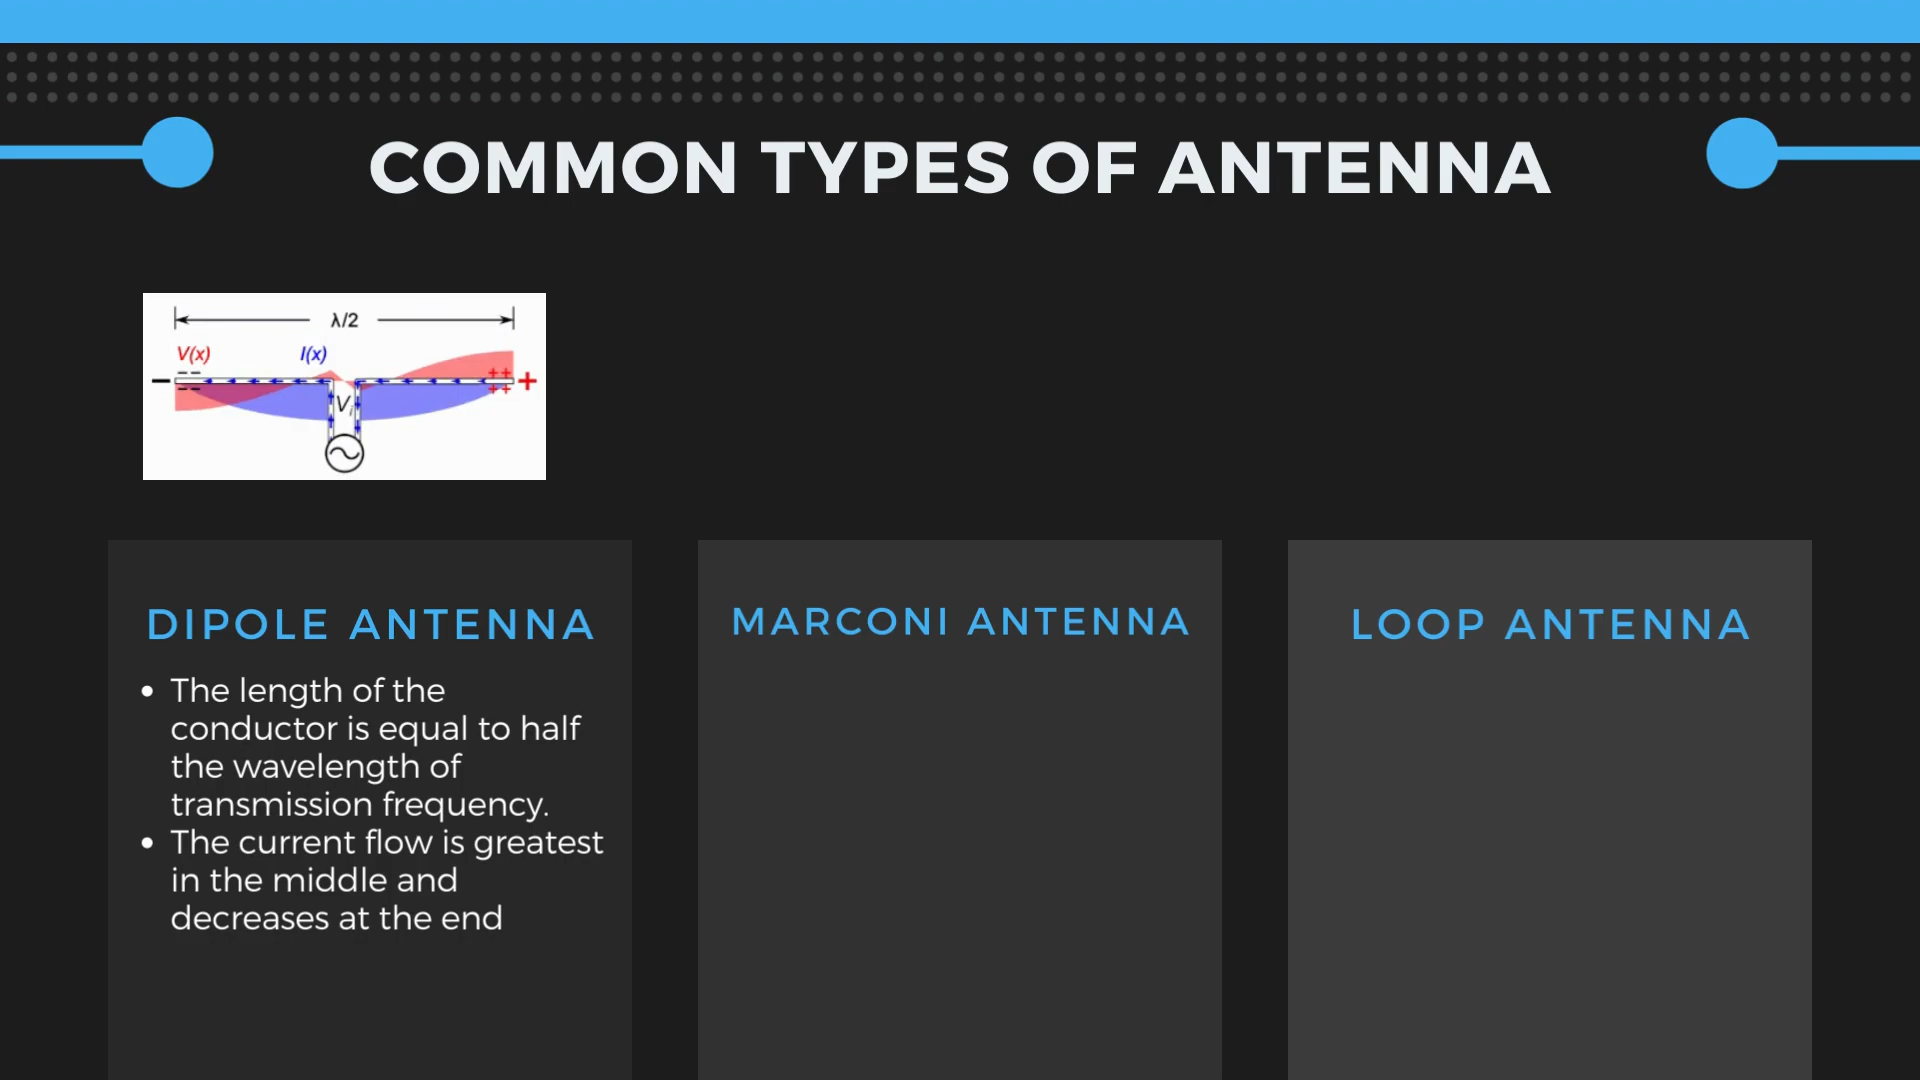 COMMON TYPES OF ANTENNA
λ/2
V(x) I(x)
− −− ++ +
−− ++
Vi
DIPOLE ANTENNA
• The length of the
conductor is equal to half
the wavelength of
transmission frequency.
• The current flow is greatest
in the middle and
decreases at the end
MARCONI ANTENNA
LOOP ANTENNA